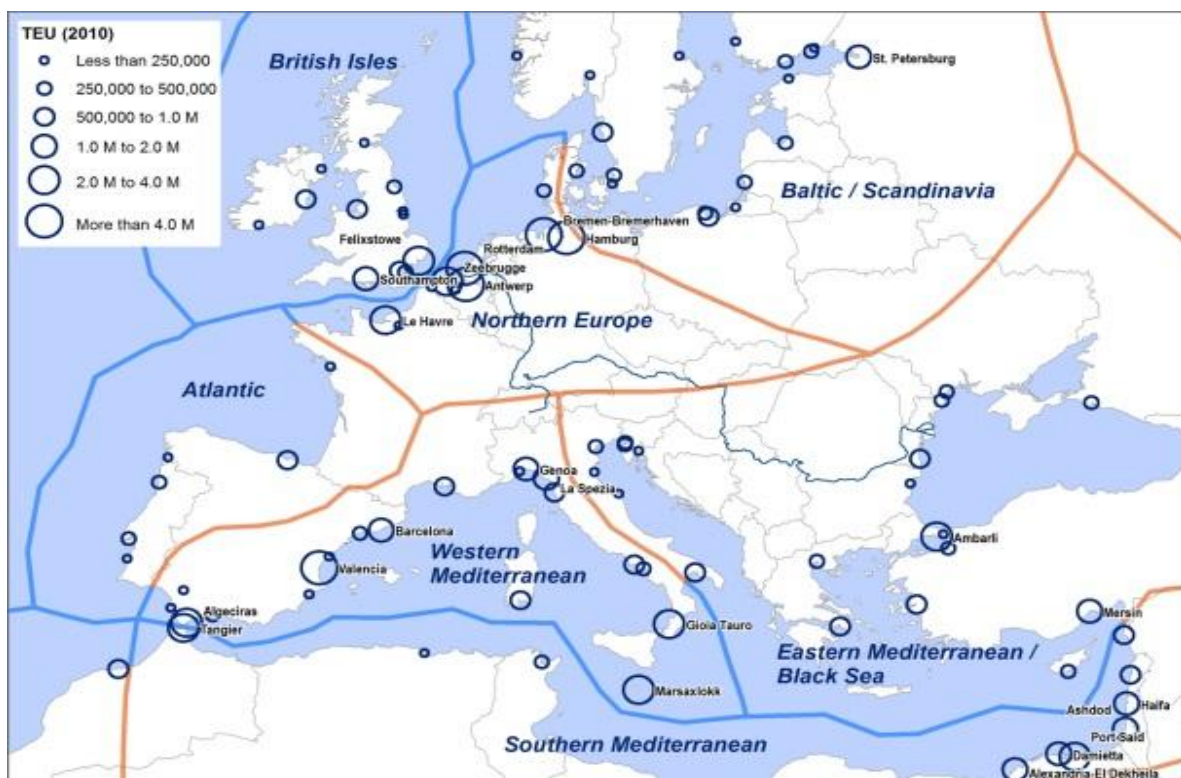 TEU (2010)
Less than 250,000
250,000 to 500,000
500,000 to 1.0 M
1.0 M to 2.0 M
2.0 M to 4.0 M
More than 4.0 M
British Isles
St. Petersburg
Baltic / Scandinavia
Bremen-Bremerhaven
Felixstowe
Rotterdam
Hamburg
Zeebrugge
Southampton
Antwerp
Le Havre
Northern Europe
Atlantic
Genoa
La Spezia
Barcelona
Ambarli
Western
Mediterranean
Valencia
Algeciras
Tangier
Gioia Tauro
Mersin
Eastern Mediterranean /
Black Sea
Marsaxlokk
Ashdod
Haifa
Port Said
Southern Mediterranean
Damietta
Alexandria-El Dekheila